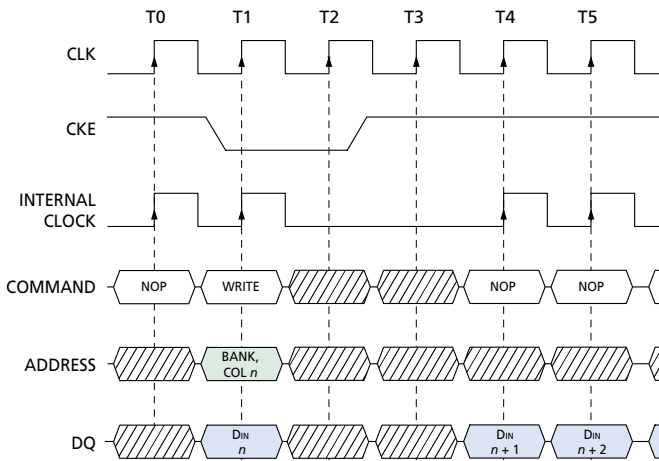 T0 T1 T2 T3 T4 T5
CLK
CKE
INTERNAL
CLOCK
COMMAND NOP WRITE NOP NOP
ADDRESS BANK,
COL n
DQ DIN
n DIN
n + 1 DIN
n + 2